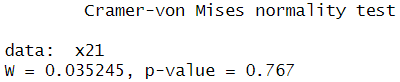 Cramer-von Mises normality test
data:  x21
W = 0.035245, p-value = 0.767